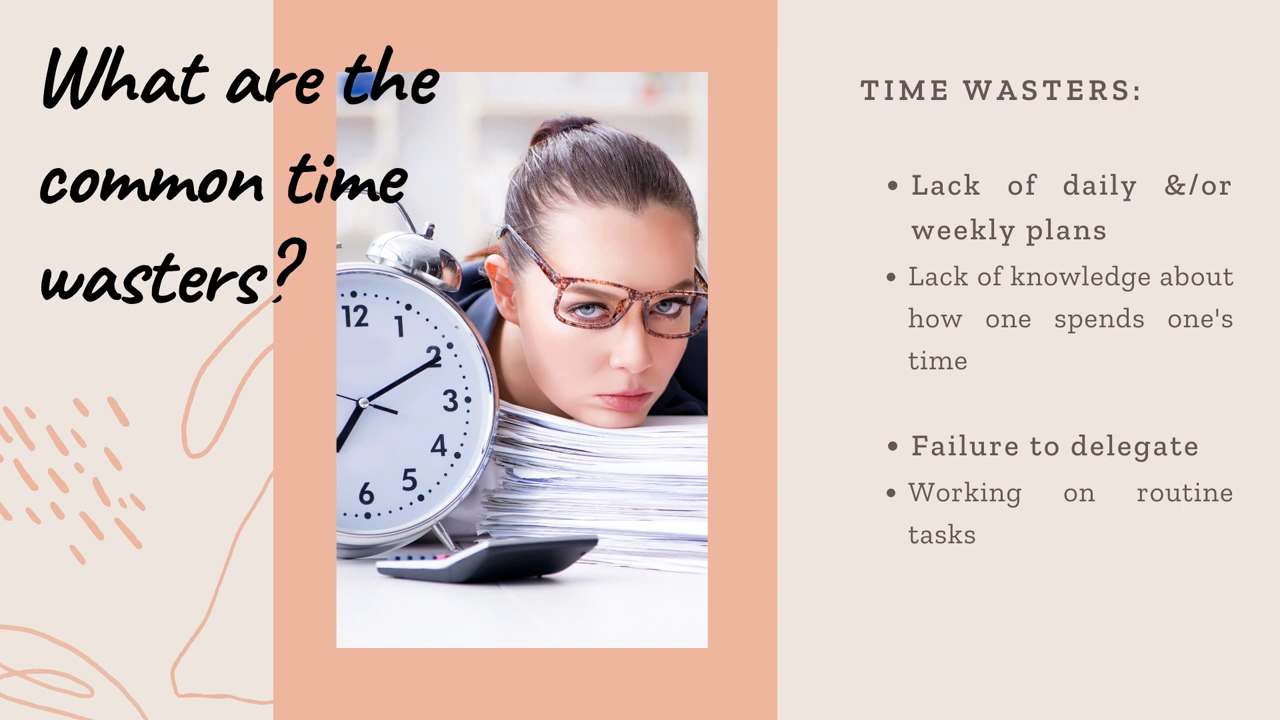 What are the
common time
wasters?
12
1
2
3
4
5
6
TIME WASTERS:
• Lack of daily &/or
weekly plans
• Lack of knowledge about
how one spends one's
time
• Failure to delegate
• Working on routine
tasks